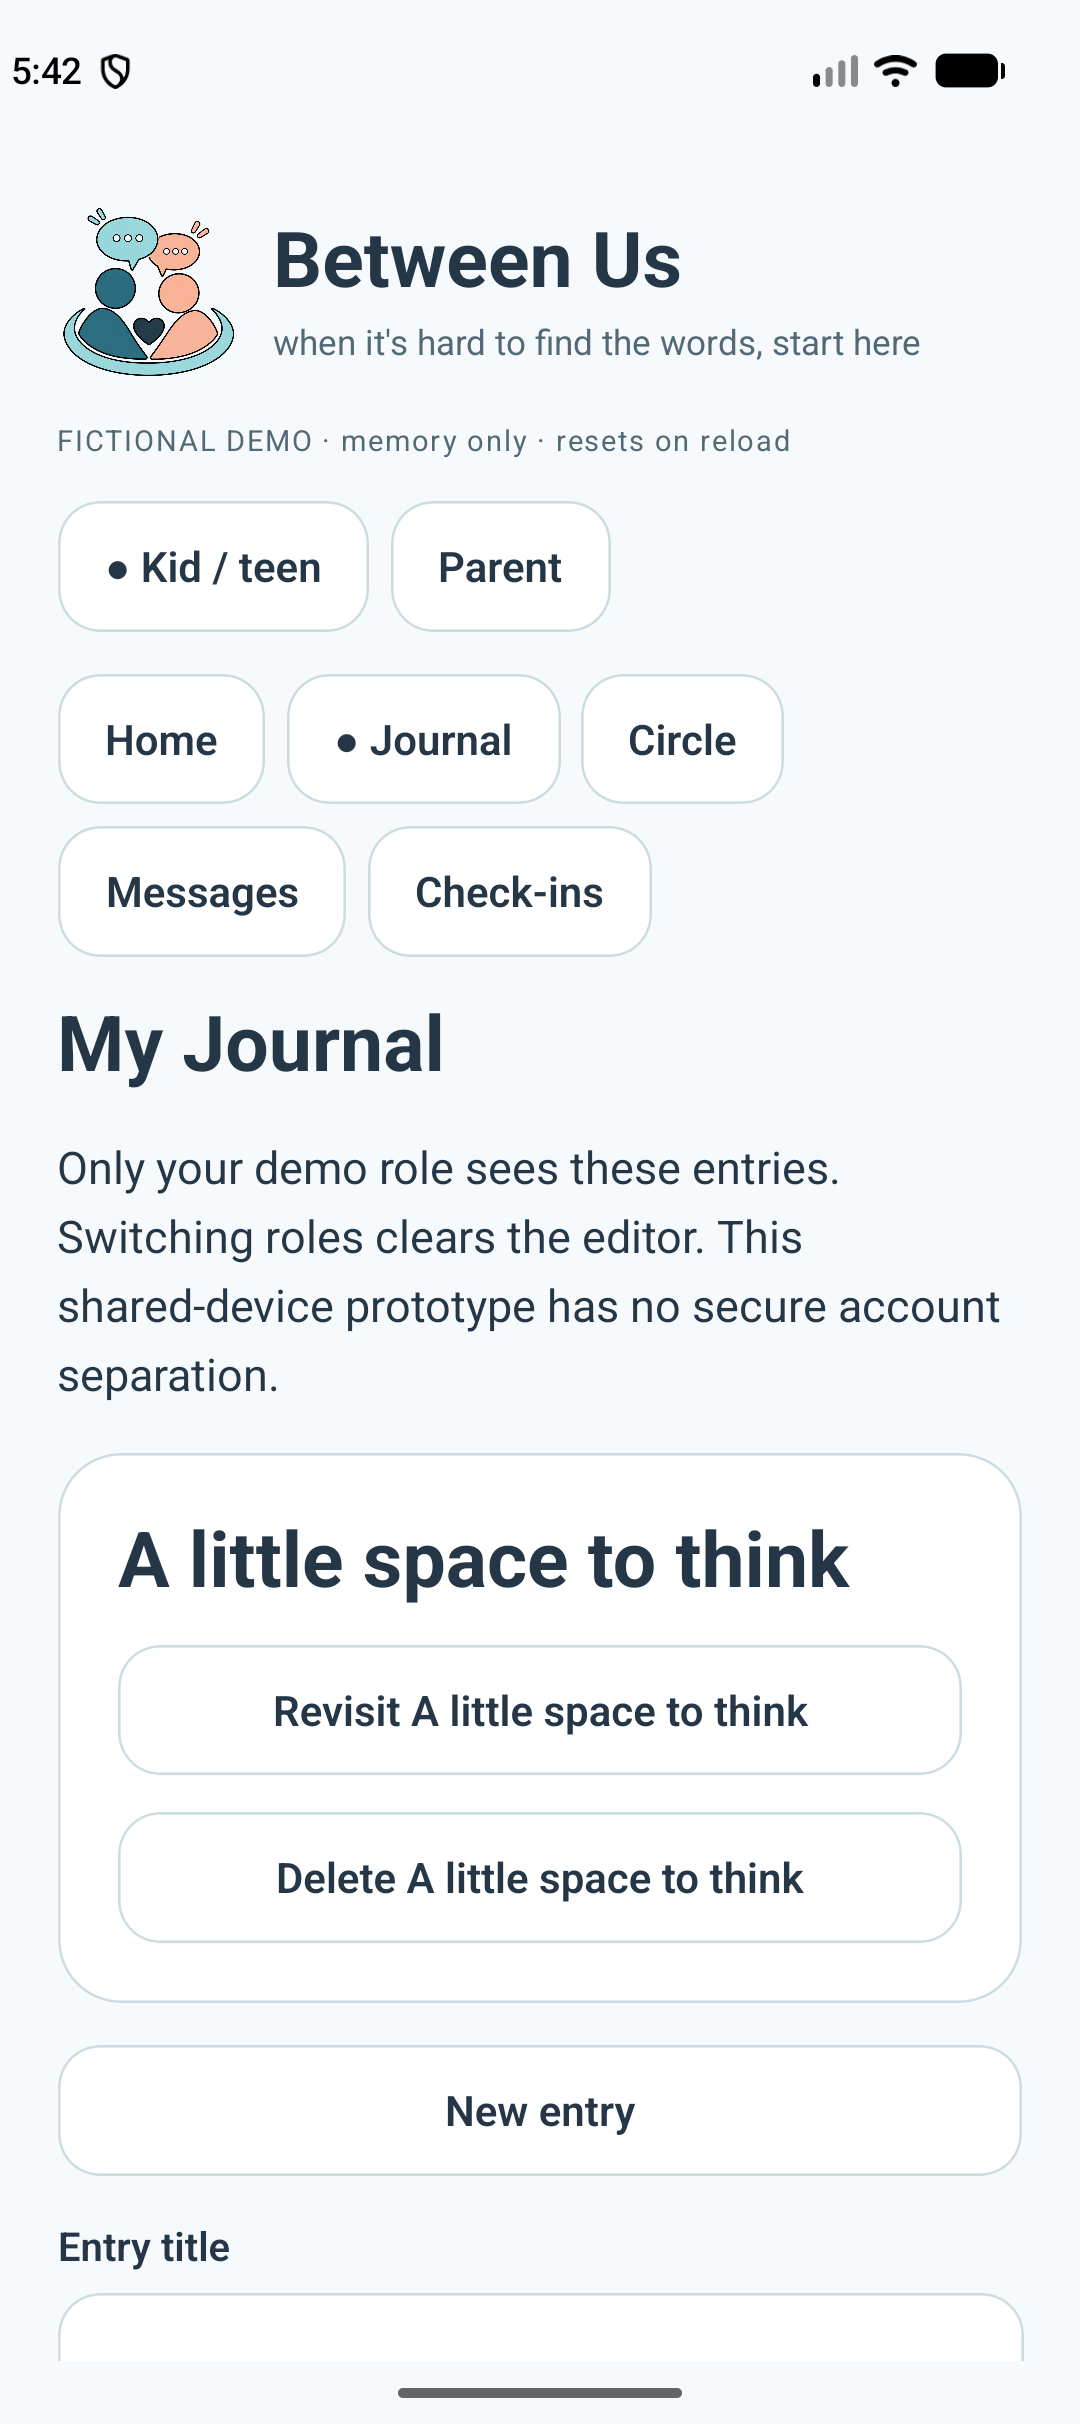 5:42
Between Us
when it's hard to find the words, start here
FICTIONAL DEMO · memory only · resets on reload
● Kid / teen
Parent
Home
● Journal
Circle
Messages
Check-ins
My Journal
Only your demo role sees these entries.
Switching roles clears the editor. This
shared-device prototype has no secure account
separation.
A little space to think
Revisit A little space to think
Delete A little space to think
New entry
Entry title